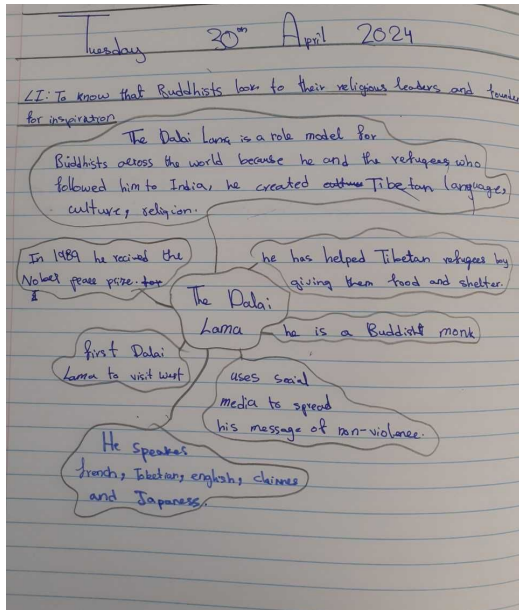 Tuesday 30th April 2024
LI: To know that Buddhists look to their religious leaders and founder
for inspiration
The Dalai Lama is a role model for
Buddhists across the world because he and the refugees who
followed him to India, he created Tibetan language,
culture, religion.
In 1989 he recived the
Nobel peace prize.
he has helped Tibetan refugees by
giving them food and shelter.
The Dalai
Lama
he is a Buddist monk
first Dalai
Lama to visit west
uses social
media to spread
his message of non-violence.
He speakes
french, Tobetian, english, chinnes
and Japaness.